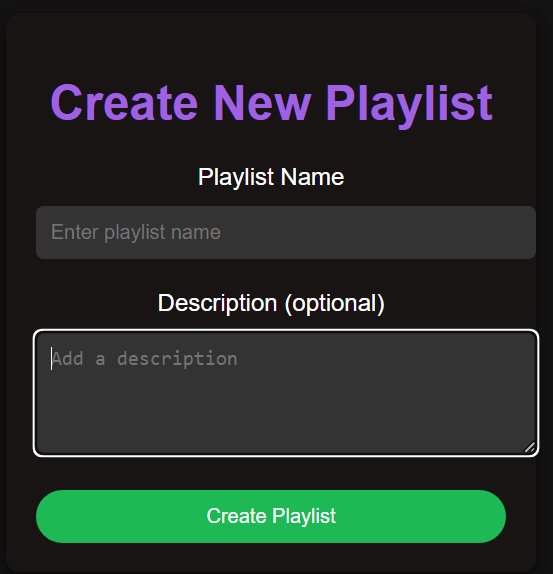 Create New Playlist
Playlist Name
Enter playlist name
Description (optional)
Add a description
Create Playlist